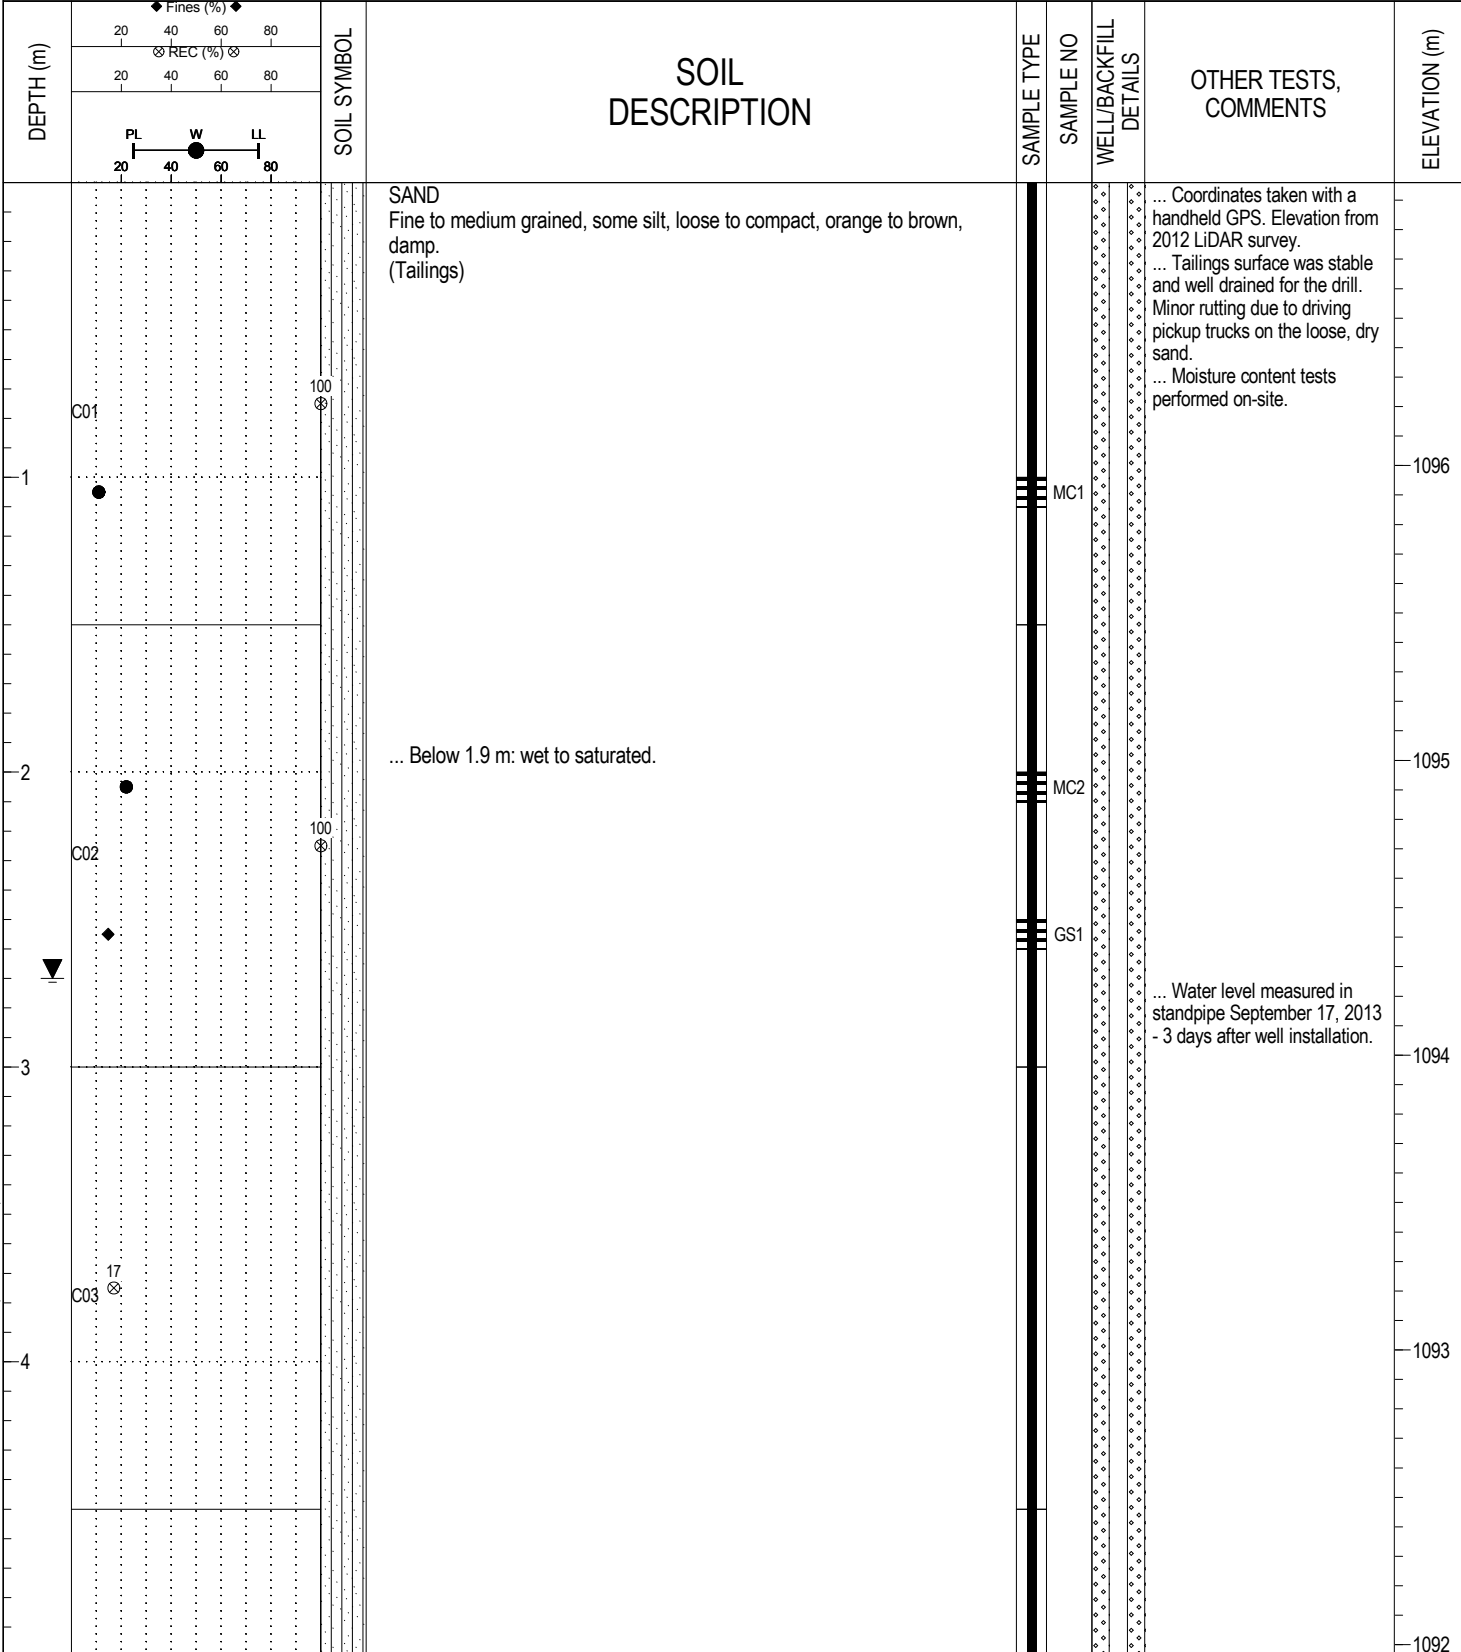 DEPTH (m)
◆ Fines (%) ◆
20 40 60 80
⊗ REC (%) ⊗
20 40 60 80
PL W LL
20 40 60 80
SOIL SYMBOL
SOIL
DESCRIPTION
SAMPLE TYPE
SAMPLE NO
WELL/BACKFILL
DETAILS
OTHER TESTS,
COMMENTS
ELEVATION (m)
SAND
Fine to medium grained, some silt, loose to compact, orange to brown,
damp.
(Tailings)
... Coordinates taken with a
handheld GPS. Elevation from
2012 LiDAR survey.
... Tailings surface was stable
and well drained for the drill.
Minor rutting due to driving
pickup trucks on the loose, dry
sand.
... Moisture content tests
performed on-site.
100
C01
1
MC1
1096
... Below 1.9 m: wet to saturated.
2
MC2
1095
100
C02
GS1
... Water level measured in
standpipe September 17, 2013
- 3 days after well installation.
3
1094
17
C03
4
1093
1092